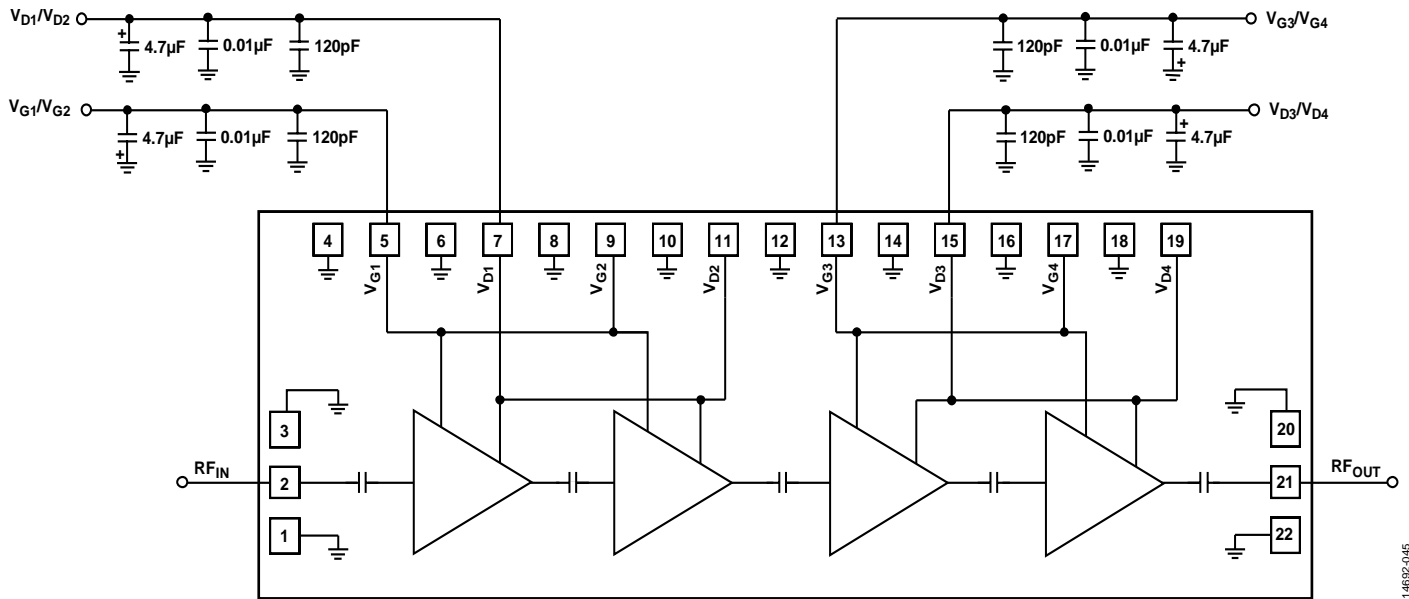 VD1/VD2
+
4.7µF
0.01µF
120pF
VG1/VG2
+
4.7µF
0.01µF
120pF
VG3/VG4
120pF
0.01µF
4.7µF
+
VD3/VD4
120pF
0.01µF
+
4.7µF
4 5 6 7 8 9 10 11 12 13 14 15 16 17 18 19
VG1 VD1 VG2 VD2 VG3 VD3 VG4 VD4
3
20
RFIN
2
21
RFOUT
1
22
14692-045